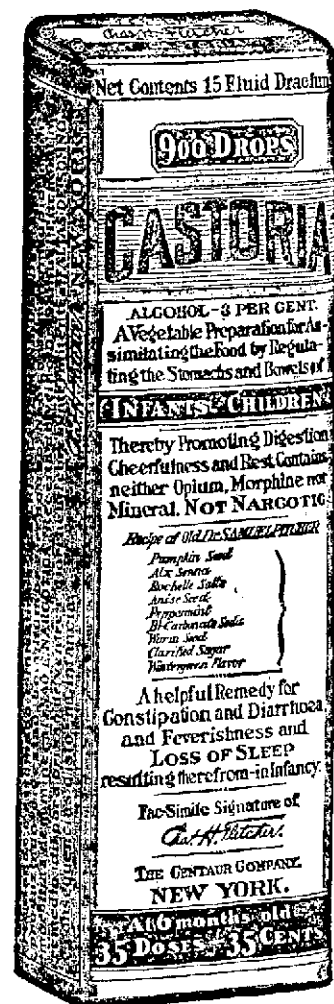 Chas H Fletcher
Net Contents 15 Fluid Drachm
900 DROPS
CASTORIA
ALCOHOL-3 PER CENT.
A Vegetable Preparation for As-
similating the Food by Regula-
ting the Stomachs and Bowels of
INFANTS & CHILDREN
Thereby Promoting Digestion
Cheerfulness and Rest Contains
neither Opium, Morphine nor
Mineral. NOT NARCOTIC
Recipe of Old Dr. SAMUEL PITCHER
Pumpkin Seed
Alx Senna
Rochelle Salts
Anise Seed
Peppermint
Bi-Carbonate Soda
Worm Seed
Clarified Sugar
Wintergreen Flavor
A helpful Remedy for
Constipation and Diarrhoea,
and Feverishness and
LOSS OF SLEEP
resulting therefrom-in Infancy.
Fac-Simile Signature of
Chas. H. Fletcher.
THE CENTAUR COMPANY,
NEW YORK.
At 6 months old
35 DOSES - 35 CENTS
NEW YORK